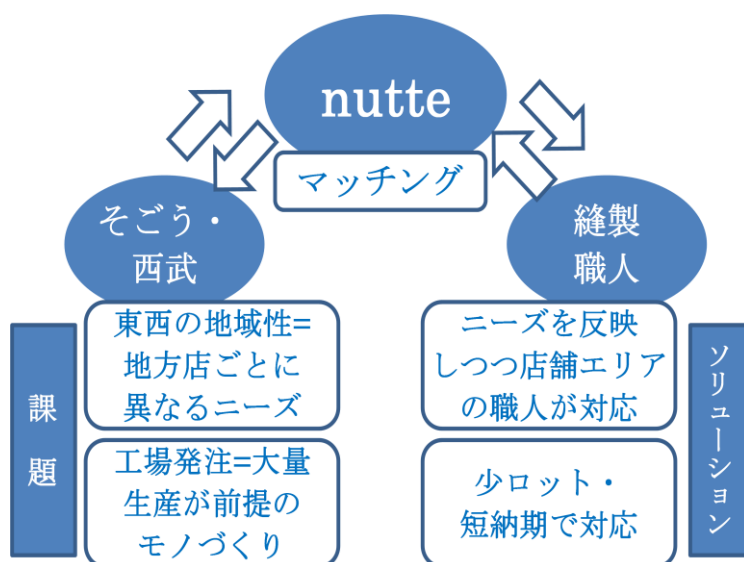 nutte
マッチング
そごう・
西武
縫製
職人
課題
東西の地域性=
地方店ごとに
異なるニーズ
工場発注=大量
生産が前提の
モノづくり
ニーズを反映
しつつ店舗エリア
の職人が対応
少ロット・
短納期で対応
ソリューション